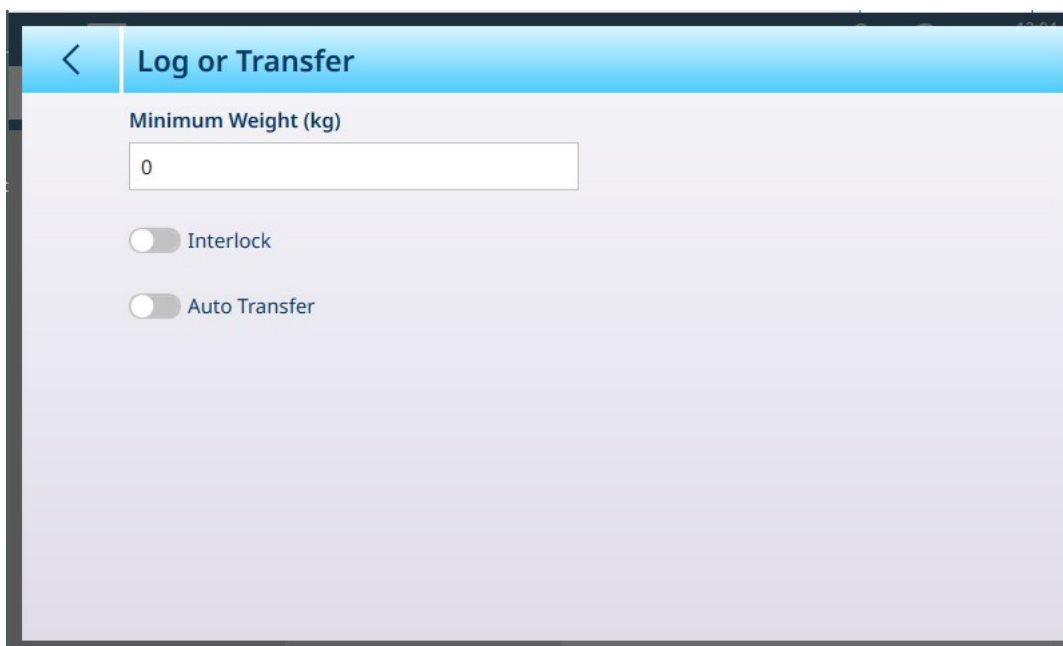 Log or Transfer
Minimum Weight (kg)
0
Interlock
Auto Transfer